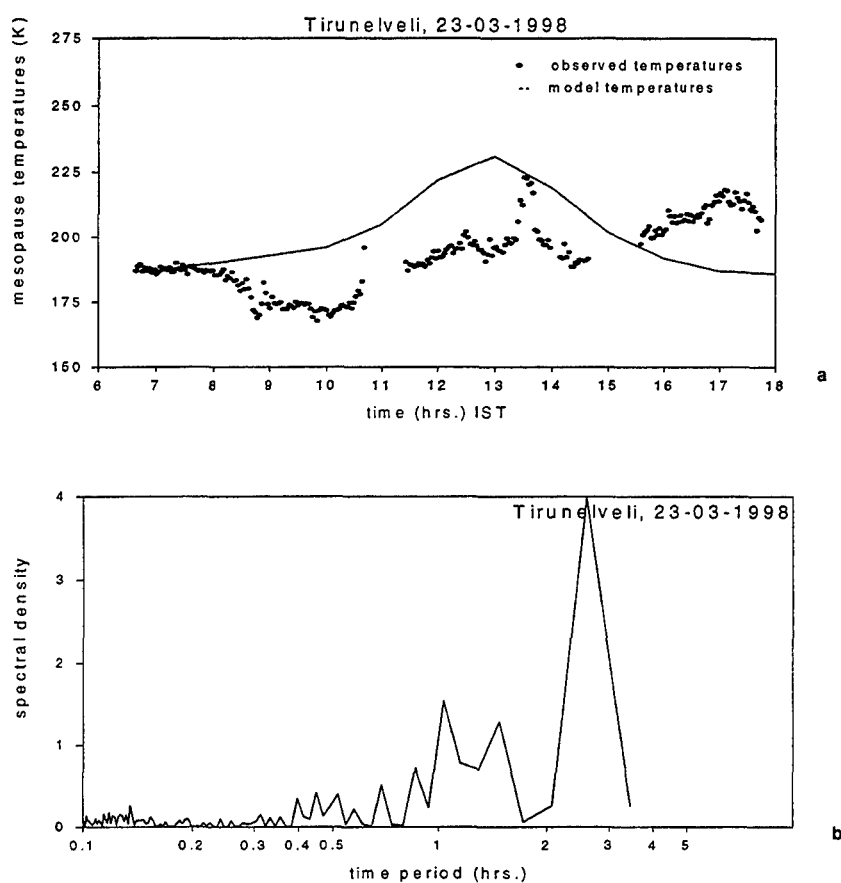 Tirunelveli, 23-03-1998
mesopause temperatures (K)
275
250
225
200
175
150
observed temperatures
model temperatures
6 7 8 9 10 11 12 13 14 15 16 17 18
time (hrs.) IST
a
Tirunelveli, 23-03-1998
spectral density
4
3
2
1
0
0.1 0.2 0.3 0.4 0.5 1 2 3 4 5
time period (hrs.)
b